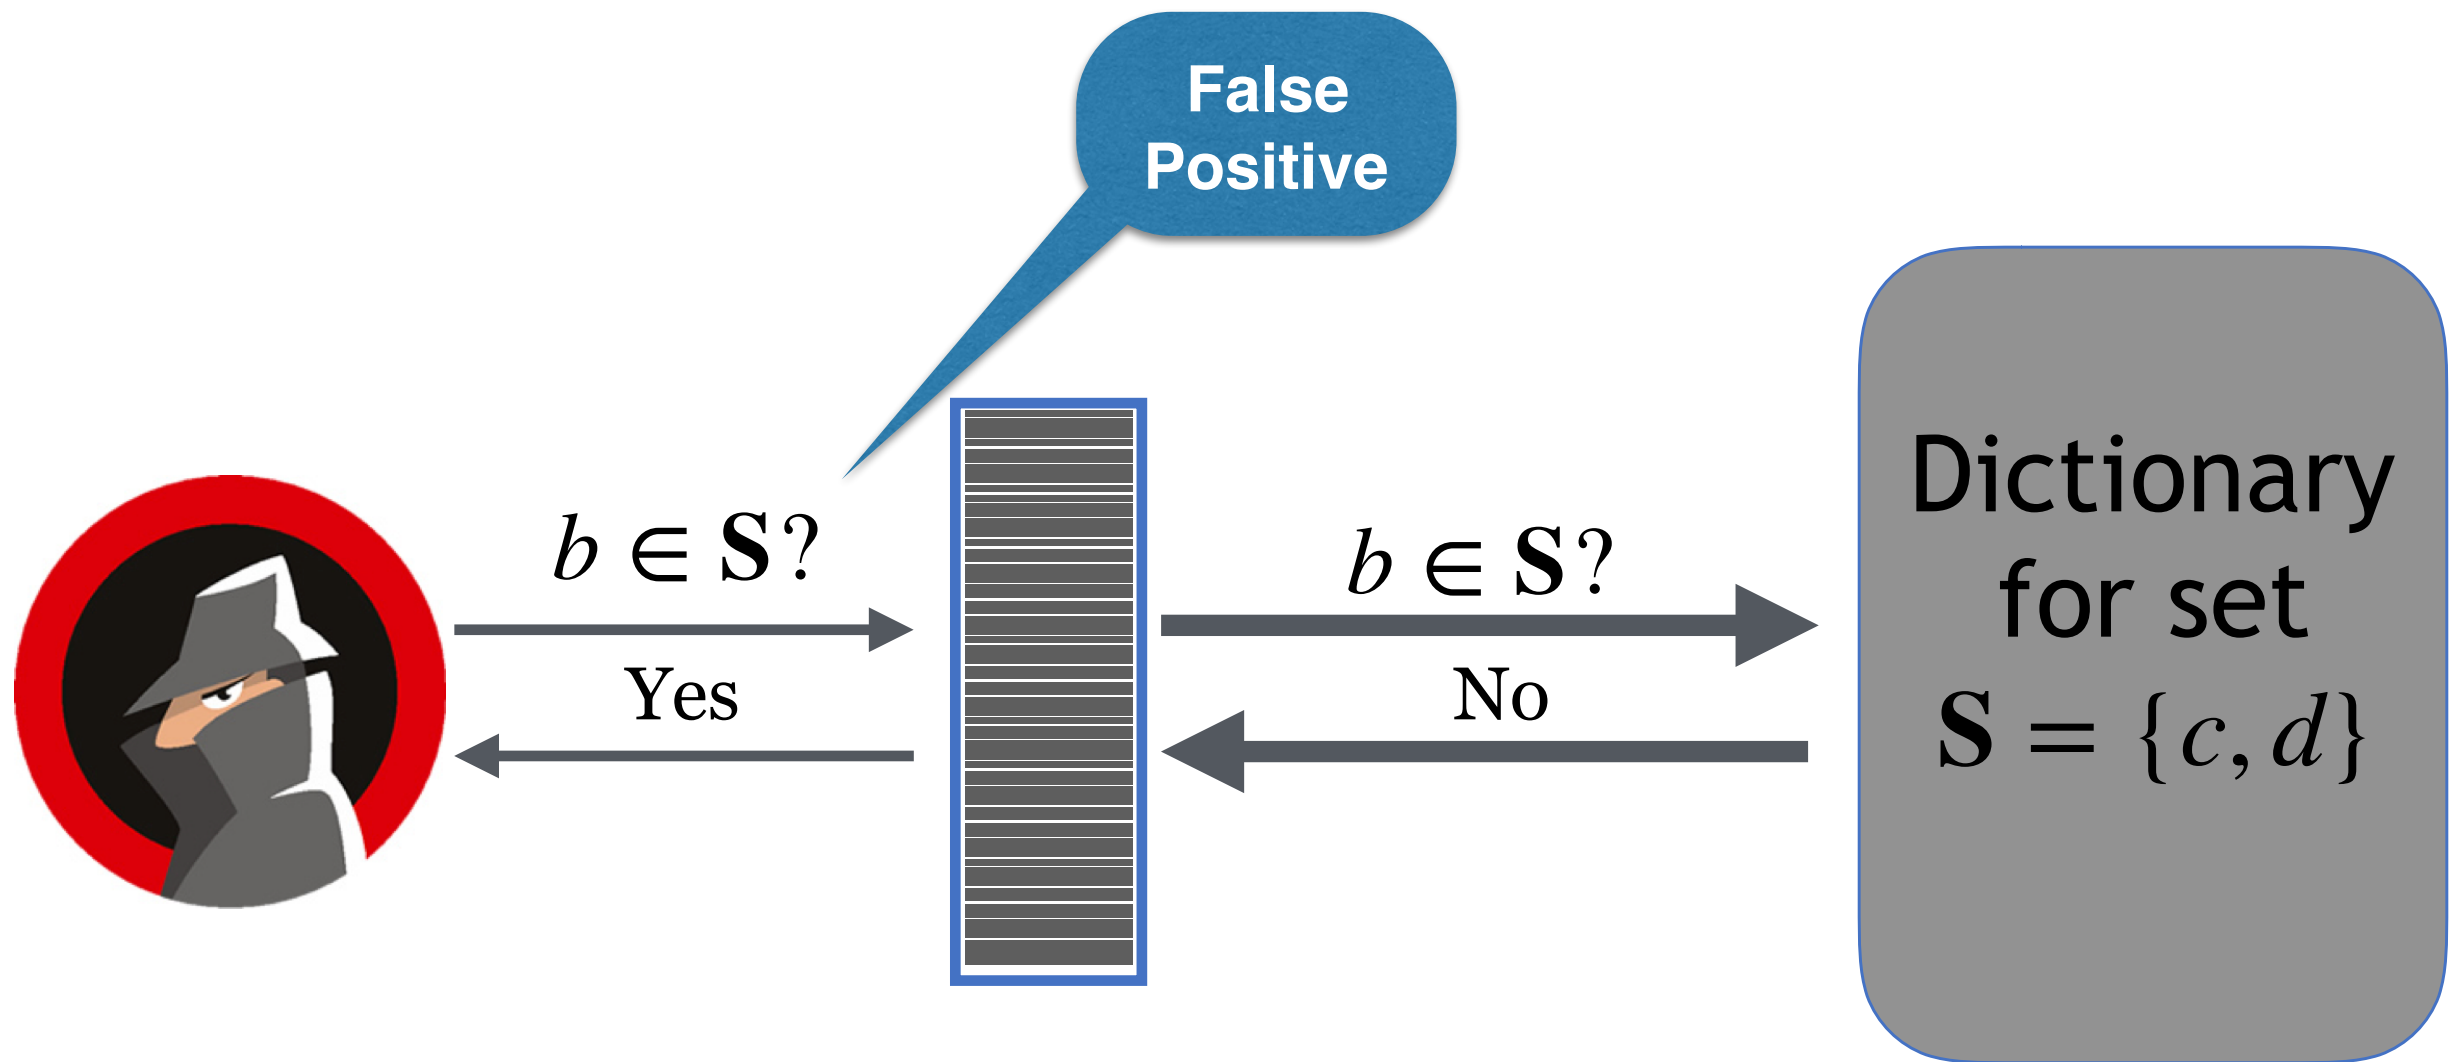 False
Positive
b ∈ S?
Yes
b ∈ S?
No
Dictionary
for set
S = {c, d}